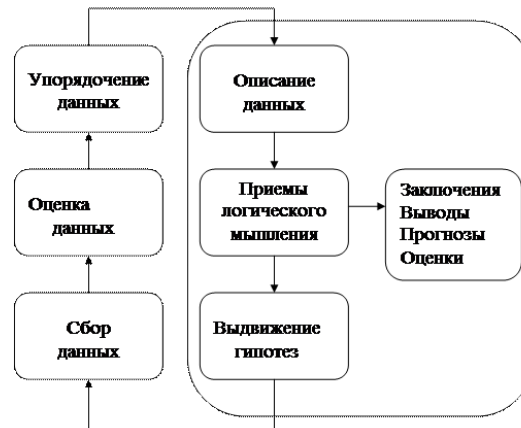 Упорядочение
данных
Оценка
данных
Сбор
данных
Описание
данных
Приемы
логического
мышления
Выдвижение
гипотез
Заключения
Выводы
Прогнозы
Оценки